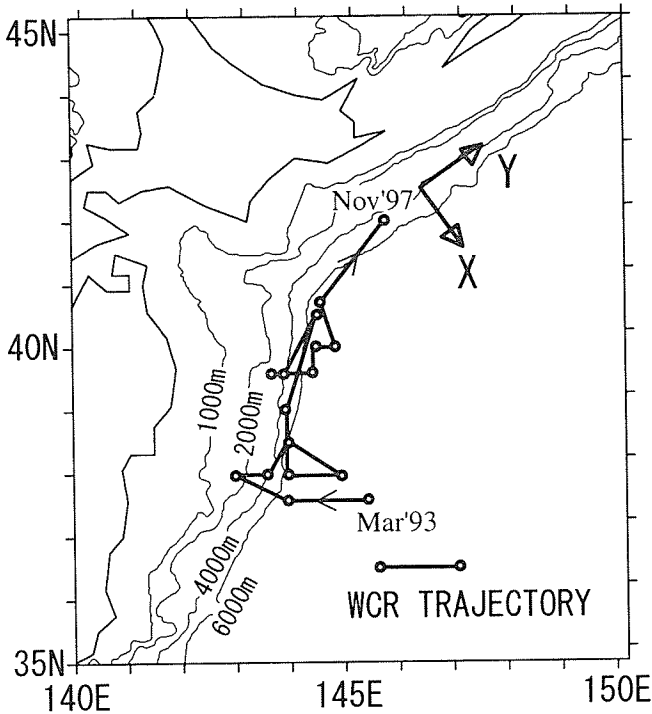 45N
Y
Nov'97
X
40N
1000m
2000m
Mar'93
4000m
6000m
WCR TRAJECTORY
35N
140E
145E
150E